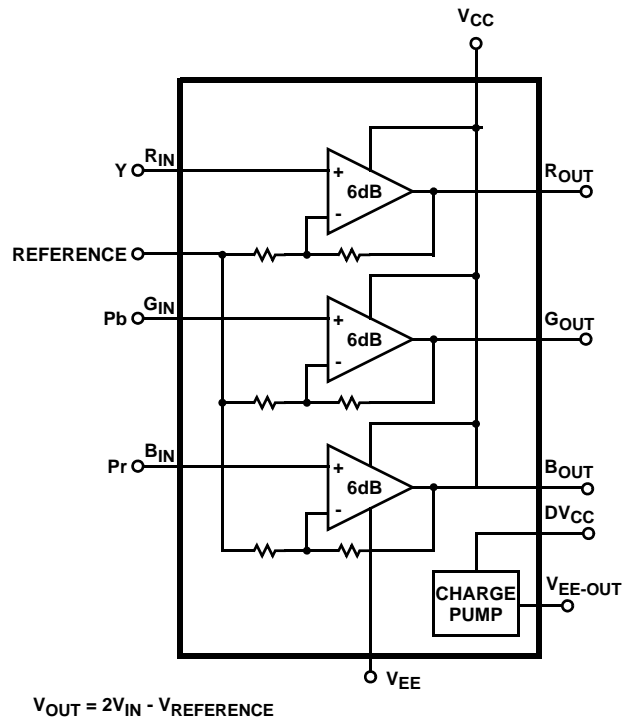 VCC
Y RIN + 6dB - ROUT
REFERENCE
Pb GIN + 6dB - GOUT
Pr BIN + 6dB - BOUT
DVCC
CHARGE PUMP VEE-OUT
VEE
VOUT = 2VIN - VREFERENCE